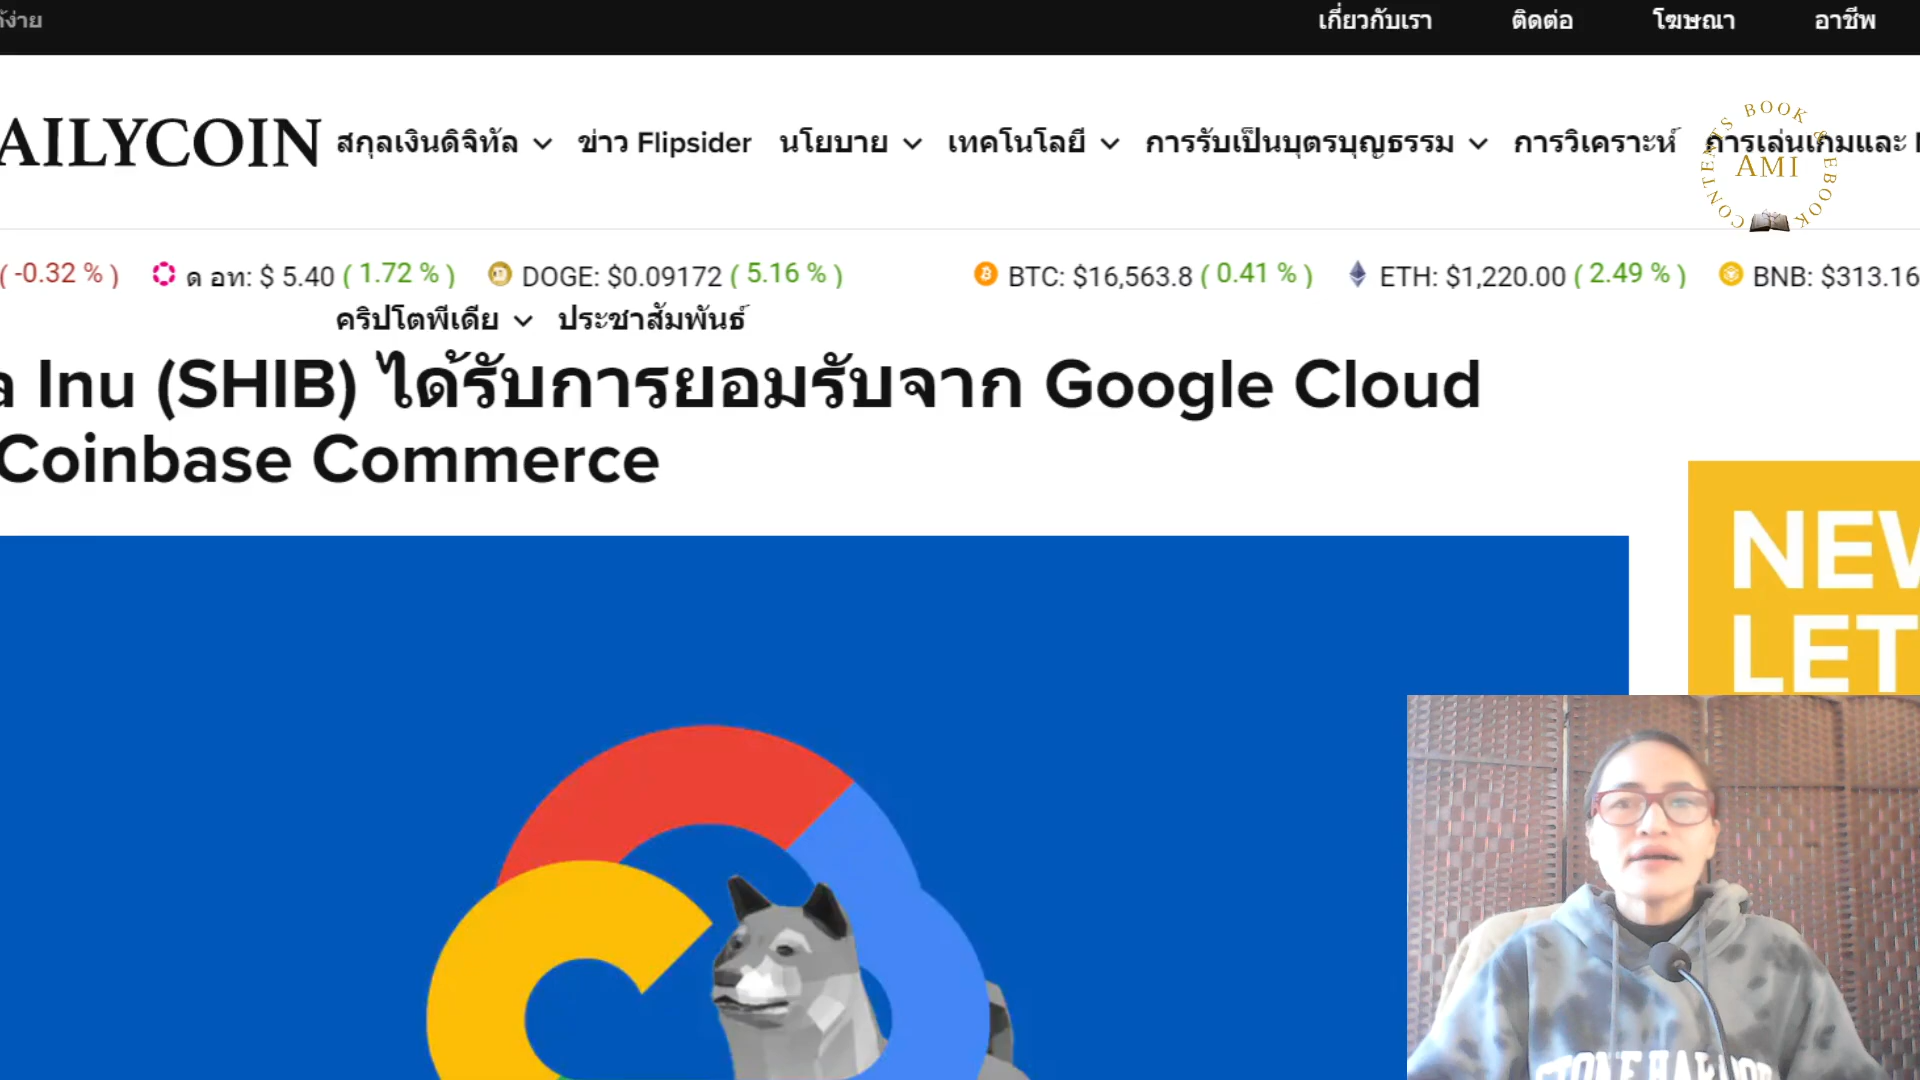 เกี่ยวกับเรา ติดต่อ โฆษณา อาชีพ
AILYCOIN สกุลเงินดิจิทัล ข่าว Flipsider นโยบาย เทคโนโลยี การรับเป็นบุตรบุญธรรม การวิเคราะห์ การเล่นเกมและ
CONTENTS BOOK & EBOOK
AMI
( -0.32 % ) ด อท: $ 5.40 ( 1.72 % ) DOGE: $0.09172 ( 5.16 % ) BTC: $16,563.8 ( 0.41 % ) ETH: $1,220.00 ( 2.49 % ) BNB: $313.16
คริปโตพีเดีย ประชาสัมพันธ์
a Inu (SHIB) ได้รับการยอมรับจาก Google Cloud
Coinbase Commerce
NEW
LET